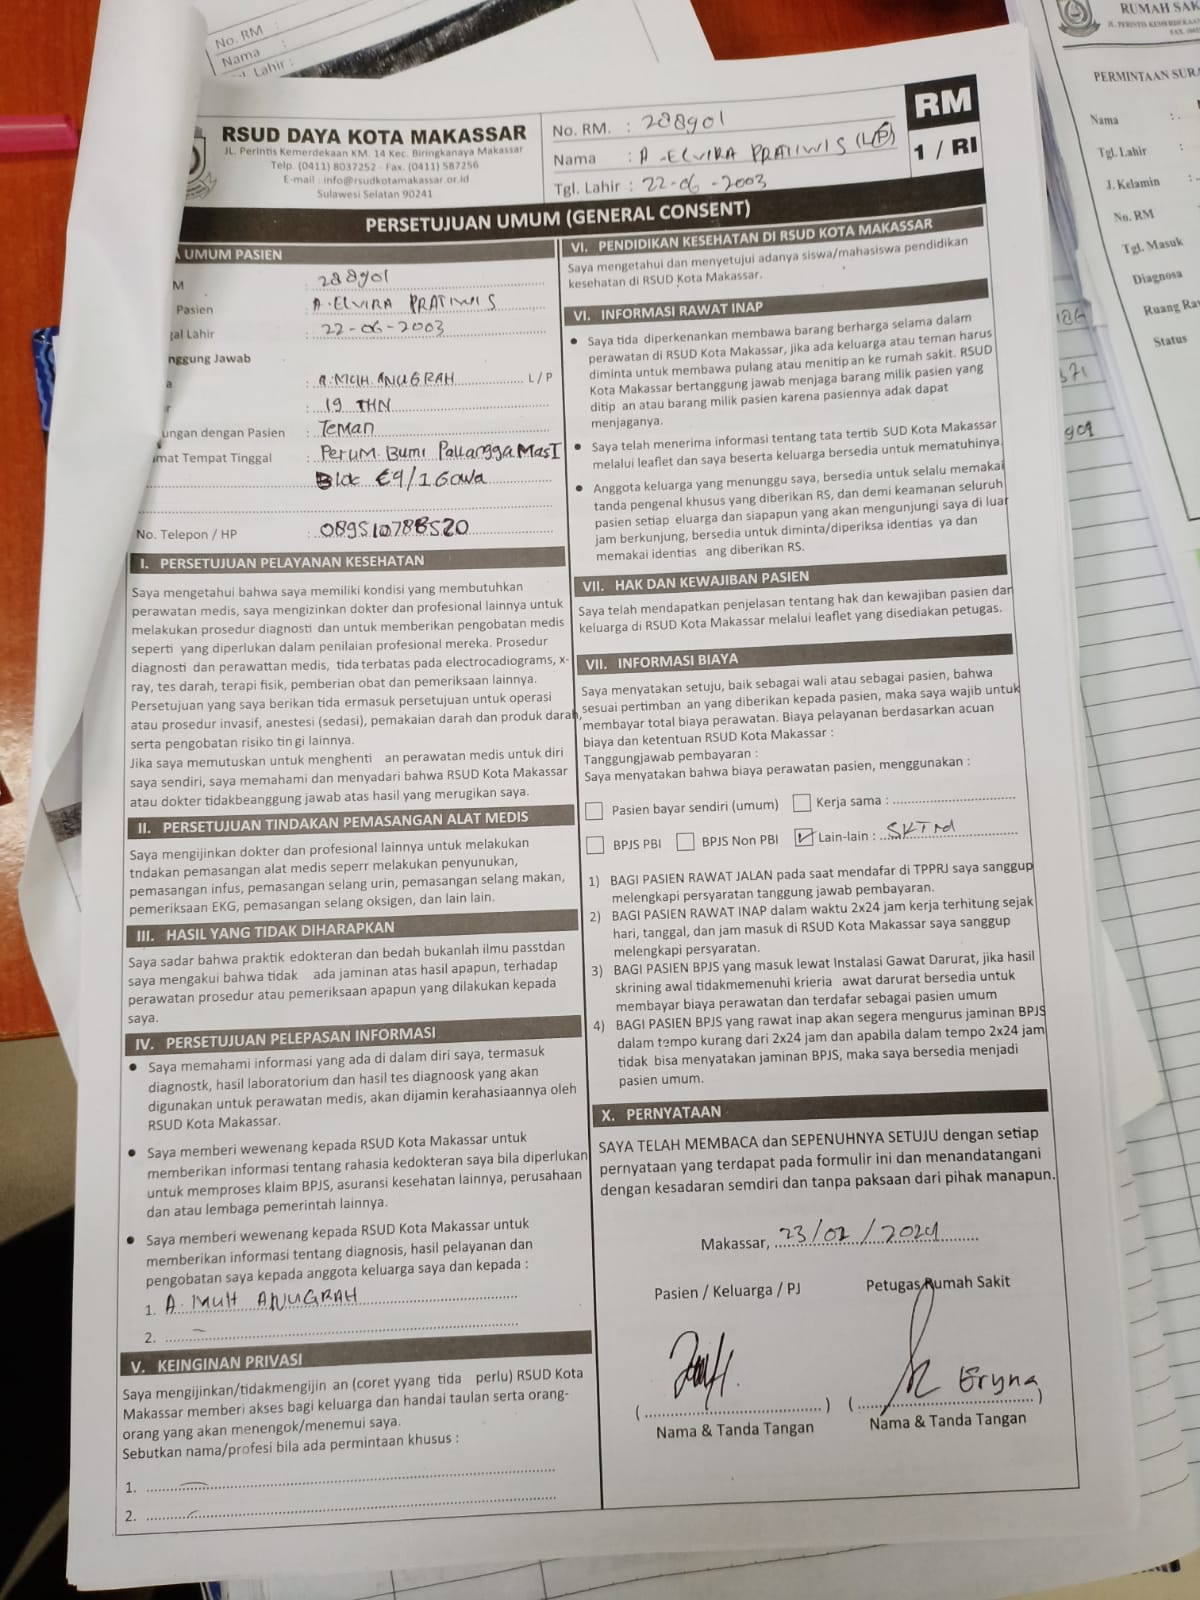 No. RM :
Nama :
Lahir :
RSUD DAYA KOTA MAKASSAR
JL. Perintis Kemerdekaan KM. 14 Kec. Biringkanaya Makassar
Telp. (0411) 8037252 - Fax. (0411) 587256
E-mail : info@rsudkotamakassar.or.id
Sulawesi Selatan 90241
No. RM. : 288901
Nama : A. ELVIRA PRATIWIS (L/P)
Tgl. Lahir : 22-06-2003
RM
1 / RI
PERSETUJUAN UMUM (GENERAL CONSENT)
UMUM PASIEN
M : 288901
Pasien : A. ELVIRA PRATIWIS
gal Lahir : 22-06-2003
nggung Jawab
a : A. MUH. ANUGRAH L / P
r : 19 THN
ungan dengan Pasien : Teman
mat Tempat Tinggal : Perum. Bumi Pallangga Mas I
Blok E9/1 Gowa
No. Telepon / HP :
I. PERSETUJUAN PELAYANAN KESEHATAN
Saya mengetahui bahwa saya memiliki kondisi yang membutuhkan
perawatan medis, saya mengizinkan dokter dan profesional lainnya untuk
melakukan prosedur diagnosti dan untuk memberikan pengobatan medis
seperti yang diperlukan dalam penilaian profesional mereka. Prosedur
diagnosti dan perawattan medis, tida terbatas pada electrocadiograms, x-
ray, tes darah, terapi fisik, pemberian obat dan pemeriksaan lainnya.
Persetujuan yang saya berikan tida ermasuk persetujuan untuk operasi
atau prosedur invasif, anestesi (sedasi), pemakaian darah dan produk darah,
serta pengobatan risiko tin gi lainnya.
Jika saya memutuskan untuk menghenti an perawatan medis untuk diri
saya sendiri, saya memahami dan menyadari bahwa RSUD Kota Makassar
atau dokter tidakbeanggung jawab atas hasil yang merugikan saya.
II. PERSETUJUAN TINDAKAN PEMASANGAN ALAT MEDIS
Saya mengijinkan dokter dan profesional lainnya untuk melakukan
tndakan pemasangan alat medis seperr melakukan penyunukan,
pemasangan infus, pemasangan selang urin, pemasangan selang makan,
pemeriksaan EKG, pemasangan selang oksigen, dan lain lain.
III. HASIL YANG TIDAK DIHARAPKAN
Saya sadar bahwa praktik edokteran dan bedah bukanlah ilmu passtdan
saya mengakui bahwa tidak ada jaminan atas hasil apapun, terhadap
perawatan prosedur atau pemeriksaan apapun yang dilakukan kepada
saya.
IV. PERSETUJUAN PELEPASAN INFORMASI
• Saya memahami informasi yang ada di dalam diri saya, termasuk
diagnostk, hasil laboratorium dan hasil tes diagnoosk yang akan
digunakan untuk perawatan medis, akan dijamin kerahasiaannya oleh
RSUD Kota Makassar.
• Saya memberi wewenang kepada RSUD Kota Makassar untuk
memberikan informasi tentang rahasia kedokteran saya bila diperlukan
untuk memproses klaim BPJS, asuransi kesehatan lainnya, perusahaan
dan atau lembaga pemerintah lainnya.
• Saya memberi wewenang kepada RSUD Kota Makassar untuk
memberikan informasi tentang diagnosis, hasil pelayanan dan
pengobatan saya kepada anggota keluarga saya dan kepada :
1. A. MUH ANUGRAH
2. –
V. KEINGINAN PRIVASI
Saya mengijinkan/tidakmengijin an (coret yyang tida perlu) RSUD Kota
Makassar memberi akses bagi keluarga dan handai taulan serta orang-
orang yang akan menengok/menemui saya.
Sebutkan nama/profesi bila ada permintaan khusus :
1. –
2. –
VI. PENDIDIKAN KESEHATAN DI RSUD KOTA MAKASSAR
Saya mengetahui dan menyetujui adanya siswa/mahasiswa pendidikan
kesehatan di RSUD Kota Makassar.
VI. INFORMASI RAWAT INAP
• Saya tida diperkenankan membawa barang berharga selama dalam
perawatan di RSUD Kota Makassar, jika ada keluarga atau teman harus
diminta untuk membawa pulang atau menitip an ke rumah sakit. RSUD
Kota Makassar bertanggung jawab menjaga barang milik pasien yang
ditip an atau barang milik pasien karena pasiennya adak dapat
menjaganya.
• Saya telah menerima informasi tentang tata tertib SUD Kota Makassar
melalui leaflet dan saya beserta keluarga bersedia untuk mematuhinya
• Anggota keluarga yang menunggu saya, bersedia untuk selalu memakai
tanda pengenal khusus yang diberikan RS, dan demi keamanan seluruh
pasien setiap eluarga dan siapapun yang akan mengunjungi saya di luar
jam berkunjung, bersedia untuk diminta/diperiksa identias ya dan
memakai identias ang diberikan RS.
VII. HAK DAN KEWAJIBAN PASIEN
Saya telah mendapatkan penjelasan tentang hak dan kewajiban pasien dan
keluarga di RSUD Kota Makassar melalui leaflet yang disediakan petugas.
VII. INFORMASI BIAYA
Saya menyatakan setuju, baik sebagai wali atau sebagai pasien, bahwa
sesuai pertimban an yang diberikan kepada pasien, maka saya wajib untuk
membayar total biaya perawatan. Biaya pelayanan berdasarkan acuan
biaya dan ketentuan RSUD Kota Makassar :
Tanggungjawab pembayaran :
Saya menyatakan bahwa biaya perawatan pasien, menggunakan :
Pasien bayar sendiri (umum) Kerja sama :
BPJS PBI BPJS Non PBI Lain-lain : SKTM
1) BAGI PASIEN RAWAT JALAN pada saat mendafar di TPPRJ saya sanggup
melengkapi persyaratan tanggung jawab pembayaran.
2) BAGI PASIEN RAWAT INAP dalam waktu 2x24 jam kerja terhitung sejak
hari, tanggal, dan jam masuk di RSUD Kota Makassar saya sanggup
melengkapi persyaratan.
3) BAGI PASIEN BPJS yang masuk lewat Instalasi Gawat Darurat, jika hasil
skrining awal tidakmemenuhi krieria awat darurat bersedia untuk
membayar biaya perawatan dan terdafar sebagai pasien umum
4) BAGI PASIEN BPJS yang rawat inap akan segera mengurus jaminan BPJS
dalam tempo kurang dari 2x24 jam dan apabila dalam tempo 2x24 jam
tidak bisa menyatakan jaminan BPJS, maka saya bersedia menjadi
pasien umum.
X. PERNYATAAN
SAYA TELAH MEMBACA dan SEPENUHNYA SETUJU dengan setiap
pernyataan yang terdapat pada formulir ini dan menandatangani
dengan kesadaran semdiri dan tanpa paksaan dari pihak manapun.
Makassar, 23/02/2024
Pasien / Keluarga / PJ Petugas Rumah Sakit
Eryna
( ) ( )
Nama & Tanda Tangan Nama & Tanda Tangan
RUMAH SAK
JL. PERINTIS KEMERDEKAA
PERMINTAAN SURA
Nama :
Tgl. Lahir :
J. Kelamin :
No. RM
Tgl. Masuk
Diagnosa
Ruang Ra
Status